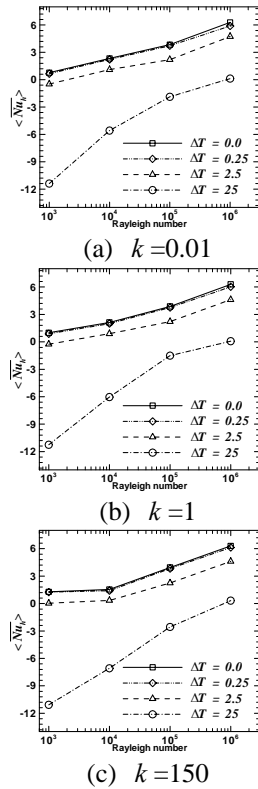 <N̅u̅ₕ>
6
3
0
-3
-6
-9
-12
ΔT = 0.0
ΔT = 0.25
ΔT = 2.5
ΔT = 25
10³ 10⁴ 10⁵ 10⁶
Rayleigh number
(a) k =0.01
<N̅u̅ₕ>
6
3
0
-3
-6
-9
-12
ΔT = 0.0
ΔT = 0.25
ΔT = 2.5
ΔT = 25
10³ 10⁴ 10⁵ 10⁶
Rayleigh number
(b) k =1
<N̅u̅ₕ>
6
3
0
-3
-6
-9
-12
ΔT = 0.0
ΔT = 0.25
ΔT = 2.5
ΔT = 25
10³ 10⁴ 10⁵ 10⁶
Rayleigh number
(c) k =150